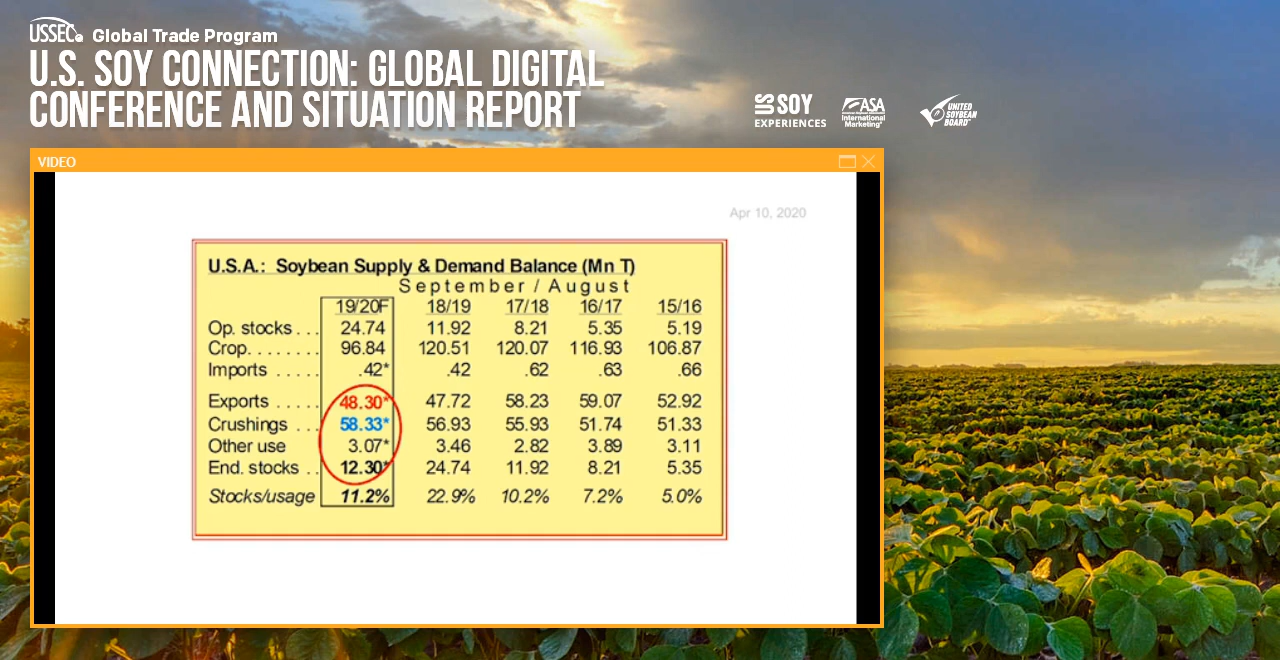 USSEC Global Trade Program
U.S. SOY CONNECTION: GLOBAL DIGITAL
CONFERENCE AND SITUATION REPORT
US SOY
EXPERIENCES
ASA
International
Marketing
UNITED
SOYBEAN
BOARD
VIDEO
Apr 10, 2020
U.S.A.: Soybean Supply & Demand Balance (Mn T)
September / August
19/20F 18/19 17/18 16/17 15/16
Op. stocks . . . 24.74 11.92 8.21 5.35 5.19
Crop. . . . . . . . 96.84 120.51 120.07 116.93 106.87
Imports . . . . . .42* .42 .62 .63 .66
Exports . . . . . 48.30* 47.72 58.23 59.07 52.92
Crushings . . . 58.33* 56.93 55.93 51.74 51.33
Other use 3.07* 3.46 2.82 3.89 3.11
End. stocks . . 12.30* 24.74 11.92 8.21 5.35
Stocks/usage 11.2% 22.9% 10.2% 7.2% 5.0%